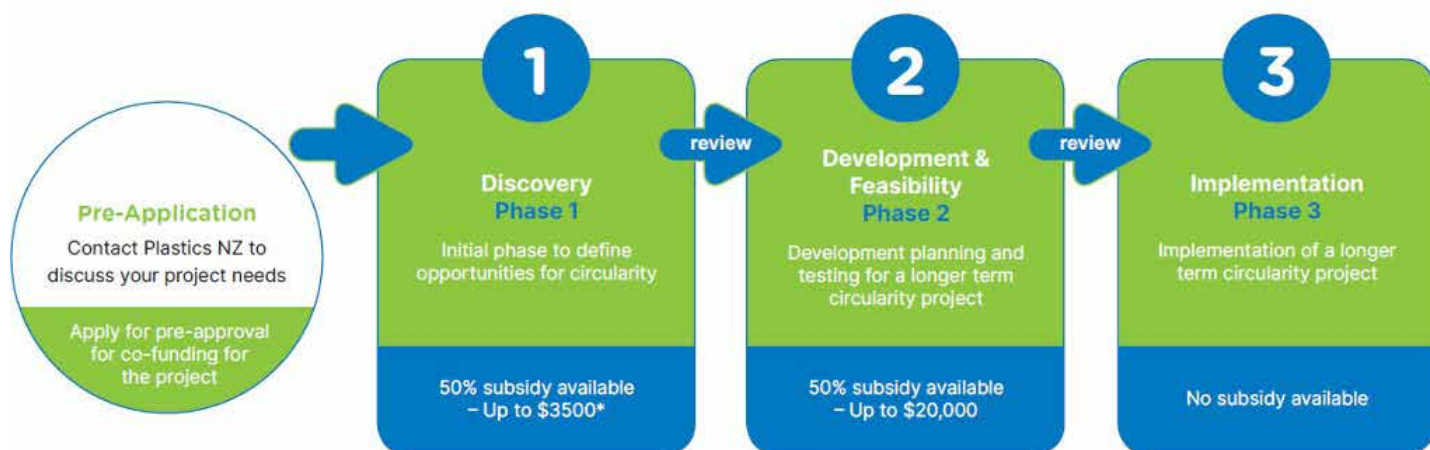 Pre-Application
Contact Plastics NZ to
discuss your project needs
Apply for pre-approval
for co-funding for
the project
1
Discovery
Phase 1
Initial phase to define
opportunities for circularity
50% subsidy available
– Up to $3500*
review
2
Development &
Feasibility
Phase 2
Development planning and
testing for a longer term
circularity project
50% subsidy available
– Up to $20,000
review
3
Implementation
Phase 3
Implementation of a longer
term circularity project
No subsidy available